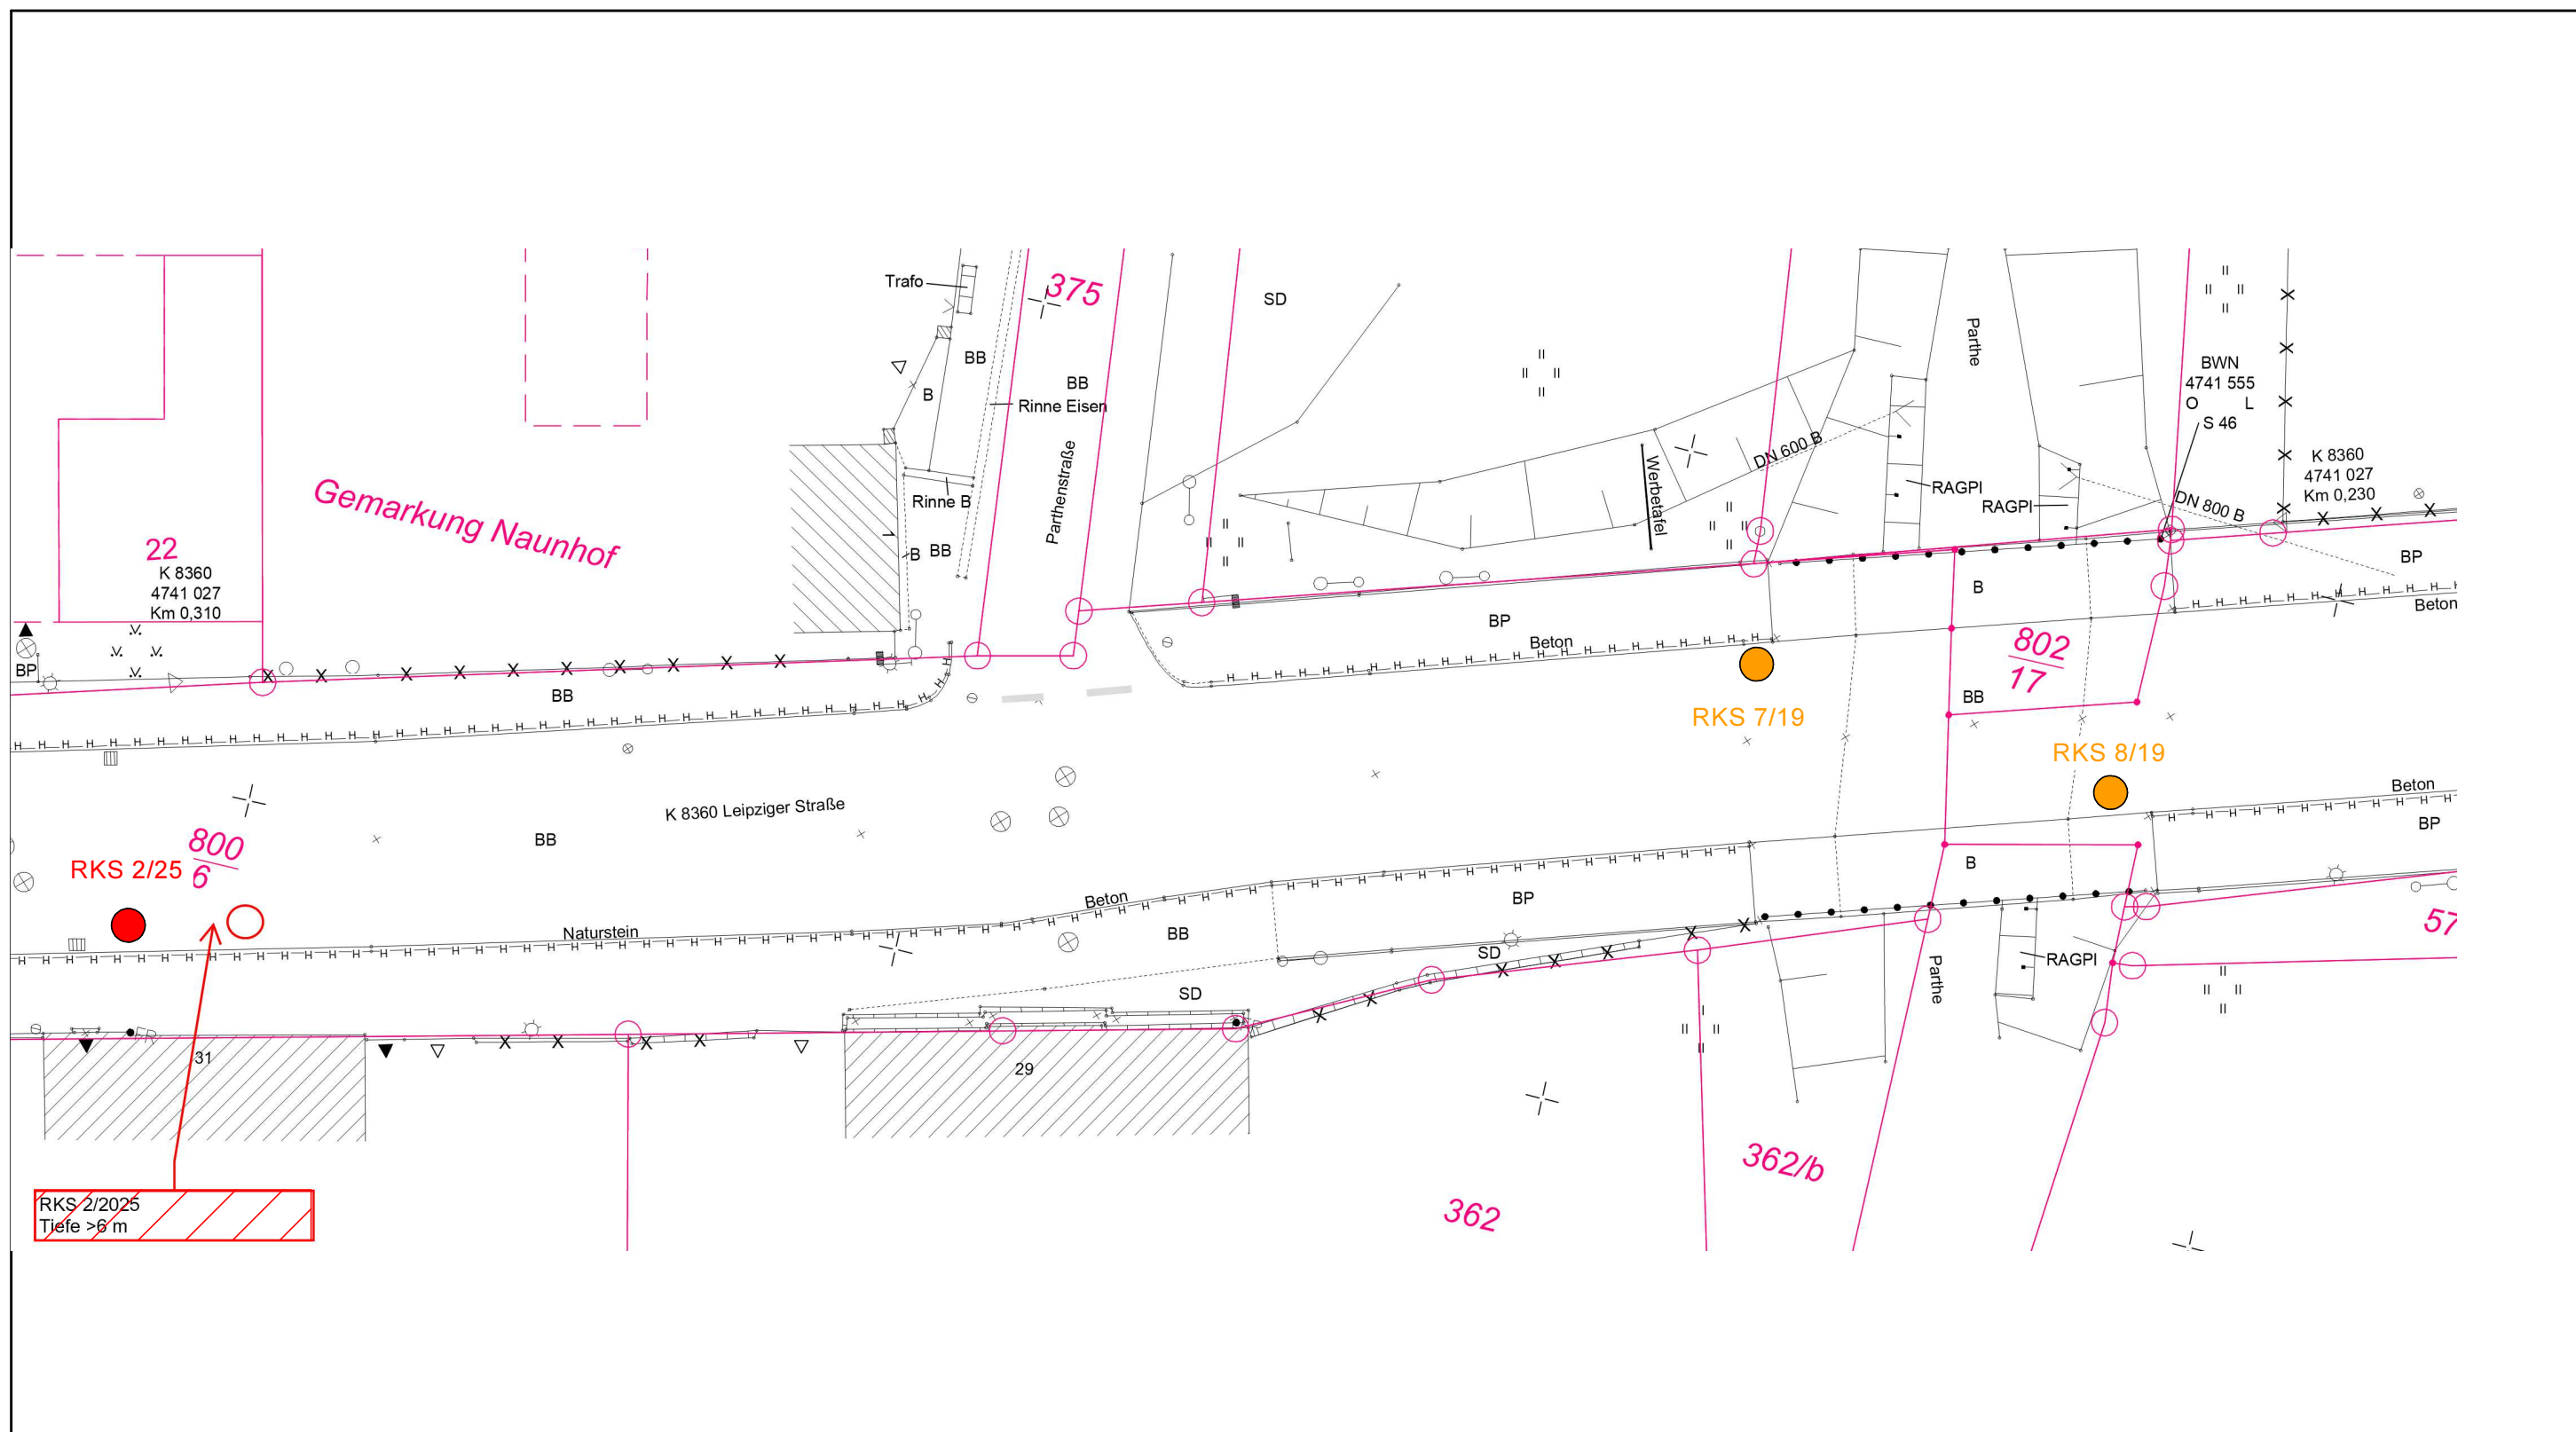 Trafo
375
SD
BB
BB
B
Rinne Eisen
Parthe
BWN
4741 555
O L
S 46
K 8360
4741 027
Km 0,230
DN 600 B
Werbetafel
RAGPI
RAGPI
DN 800 B
Gemarkung Naunhof
Rinne B
Parthenstraße
B
BB
22
K 8360
4741 027
Km 0,310
BP
BB
BP
Beton
B
BP
Beton
802
17
BB
RKS 7/19
RKS 8/19
K 8360 Leipziger Straße
BB
800
6
RKS 2/25
Beton
BP
Naturstein
Beton
BB
BP
B
SD
SD
Parthe
RAGPI
57
31
29
362/b
362
RKS 2/2025
Tiefe >6 m